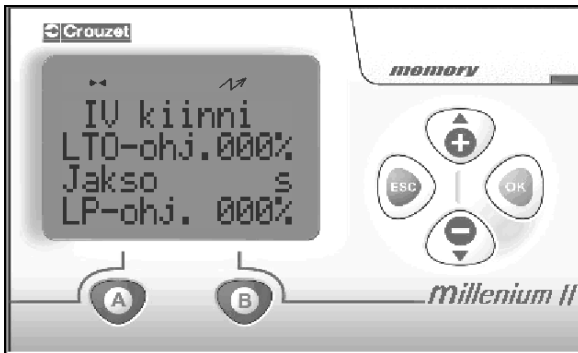 Crouzet
memory
IV kiinni
LTO-ohj.000%
Jakso s
LP-ohj. 000%
ESC
OK
A
B
millenium II